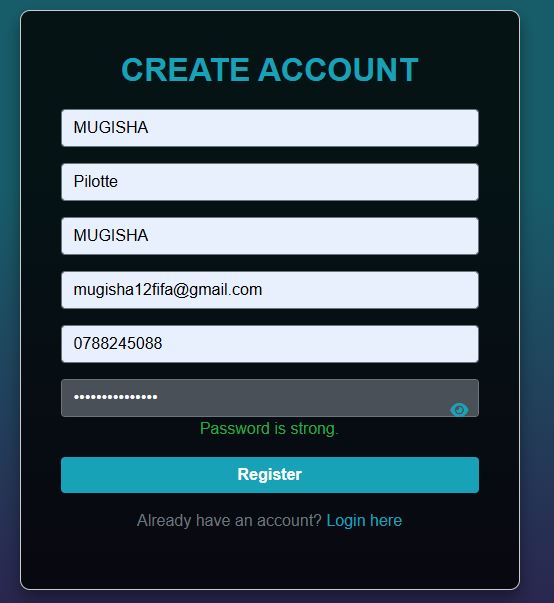 CREATE ACCOUNT
MUGISHA
Pilotte
MUGISHA
mugisha12fifa@gmail.com
0788245088
•••••••••••••••
Password is strong.
Register
Already have an account? Login here